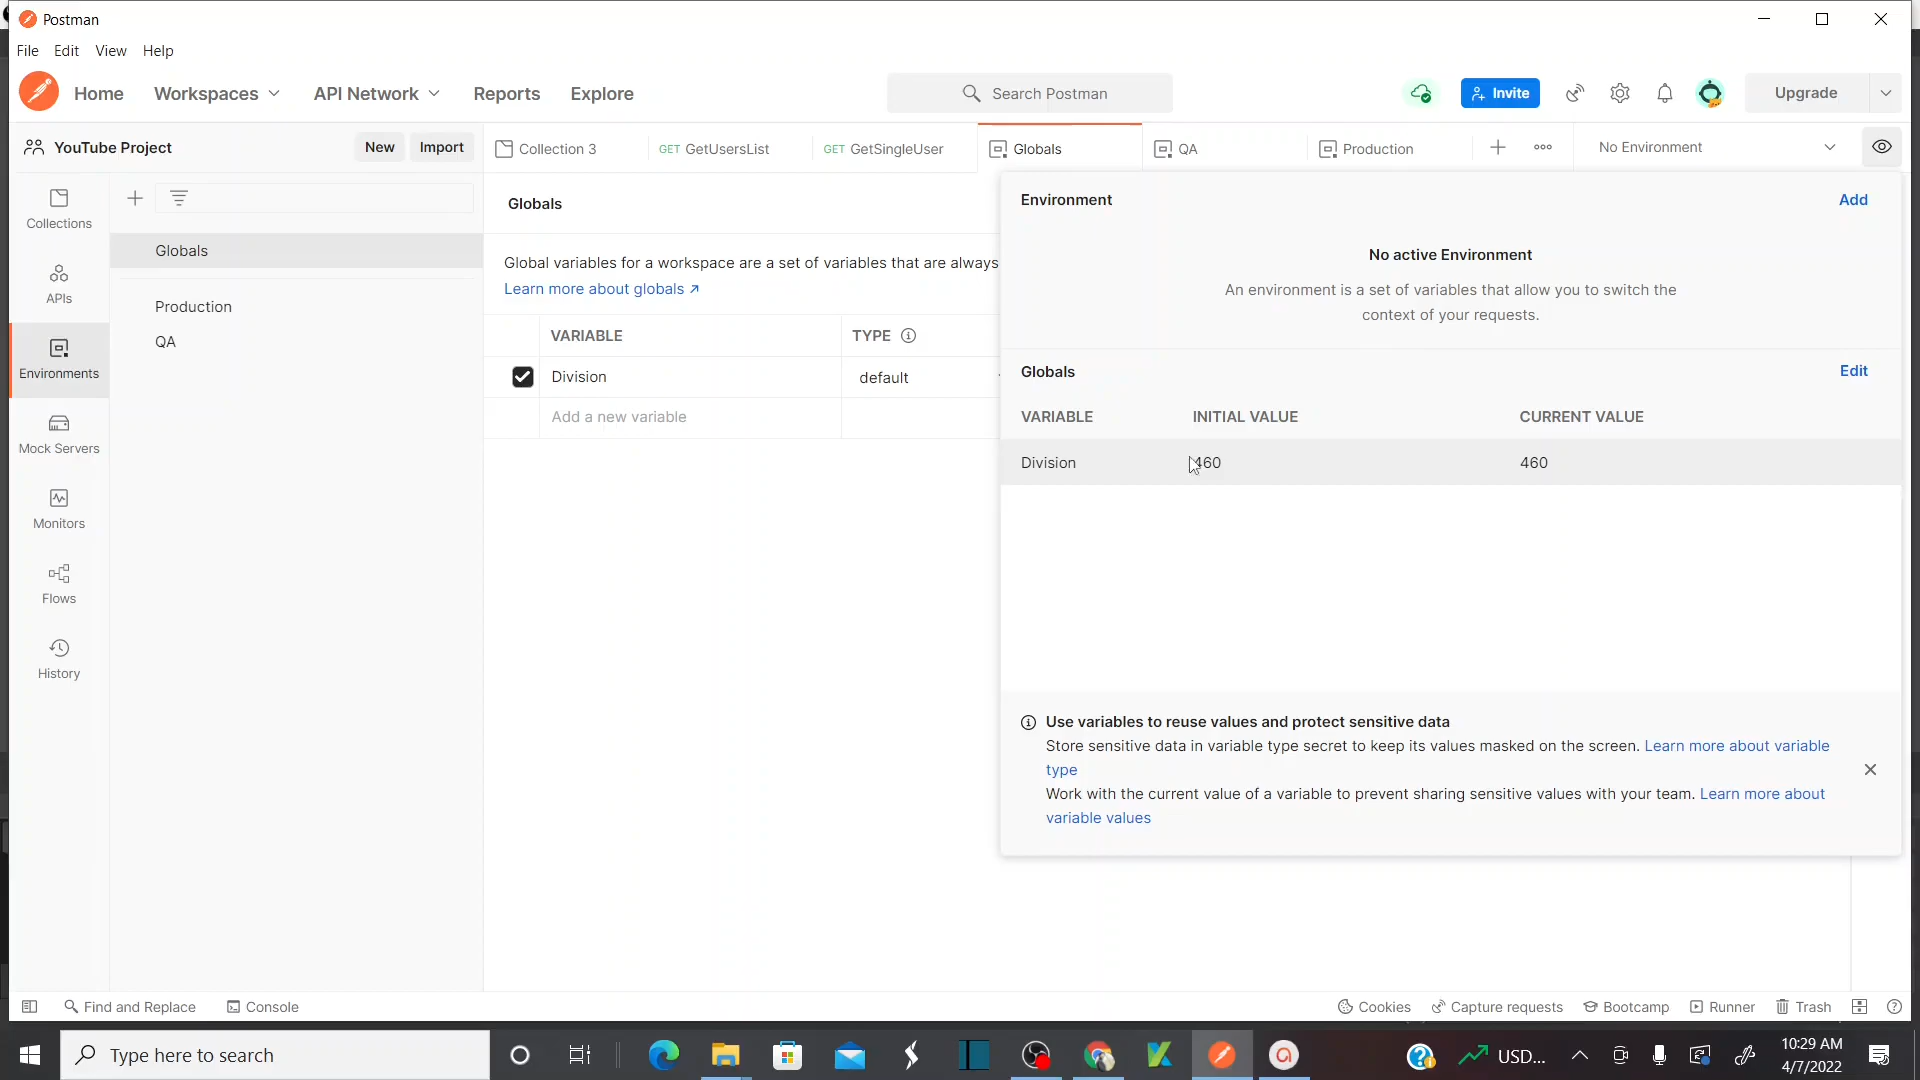 Postman
File Edit View Help
Home Workspaces API Network Reports Explore
Search Postman
Invite
Upgrade
YouTube Project
New Import
Collection 3
GET GetUsersList
GET GetSingleUser
Globals
QA
Production
No Environment
Collections
APIs
Environments
Mock Servers
Monitors
Flows
History
Globals
Production
QA
Globals
Global variables for a workspace are a set of variables that are always
Learn more about globals ↗
VARIABLE TYPE
Division default
Add a new variable
Environment Add
No active Environment
An environment is a set of variables that allow you to switch the
context of your requests.
Globals Edit
VARIABLE INITIAL VALUE CURRENT VALUE
Division 460 460
Use variables to reuse values and protect sensitive data
Store sensitive data in variable type secret to keep its values masked on the screen. Learn more about variable
type
Work with the current value of a variable to prevent sharing sensitive values with your team. Learn more about
variable values
Find and Replace Console
Cookies Capture requests Bootcamp Runner Trash
Type here to search
USD...
10:29 AM
4/7/2022